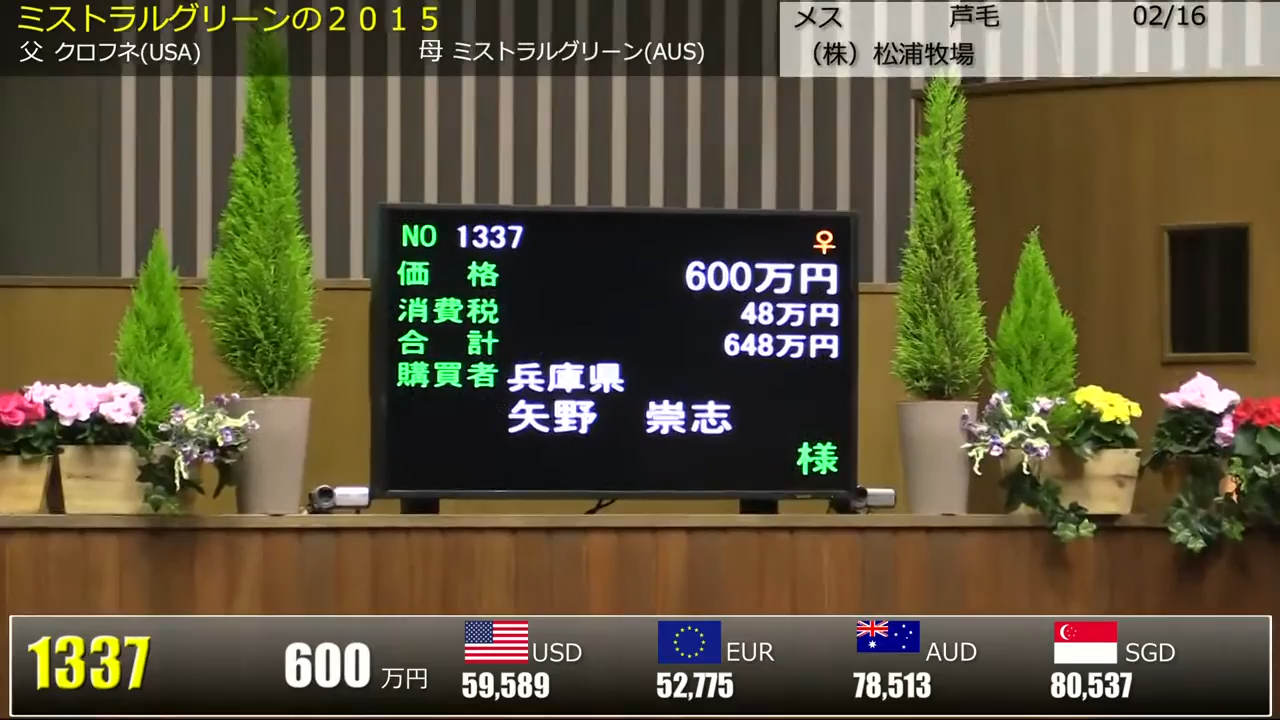 ミストラルグリーンの２０１５
父 クロフネ(USA)
母 ミストラルグリーン(AUS)
メス 芦毛 02/16
（株）松浦牧場
NO 1337 ♀
価 格 600万円
消費税 48万円
合 計 648万円
購買者 兵庫県
矢野 崇志
様
1337
600 万円
USD
59,589
EUR
52,775
AUD
78,513
SGD
80,537